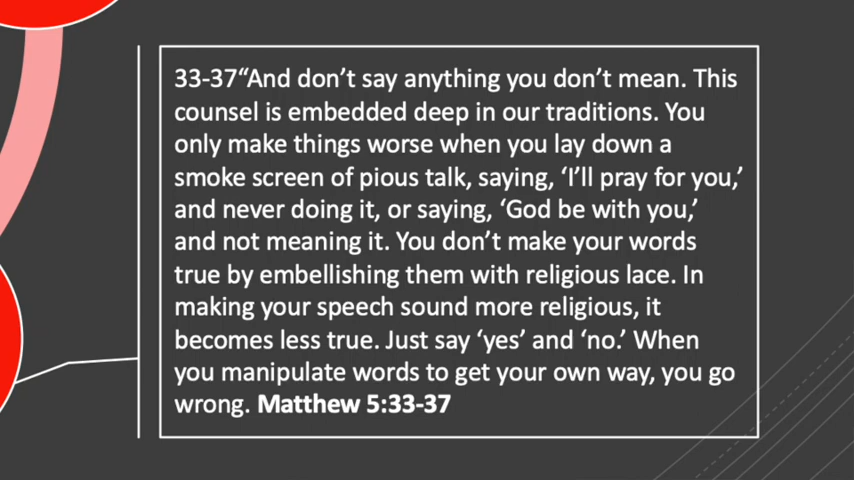 33-37“And don’t say anything you don’t mean. This
counsel is embedded deep in our traditions. You
only make things worse when you lay down a
smoke screen of pious talk, saying, ‘I’ll pray for you,’
and never doing it, or saying, ‘God be with you,’
and not meaning it. You don’t make your words
true by embellishing them with religious lace. In
making your speech sound more religious, it
becomes less true. Just say ‘yes’ and ‘no.’ When
you manipulate words to get your own way, you go
wrong. Matthew 5:33-37